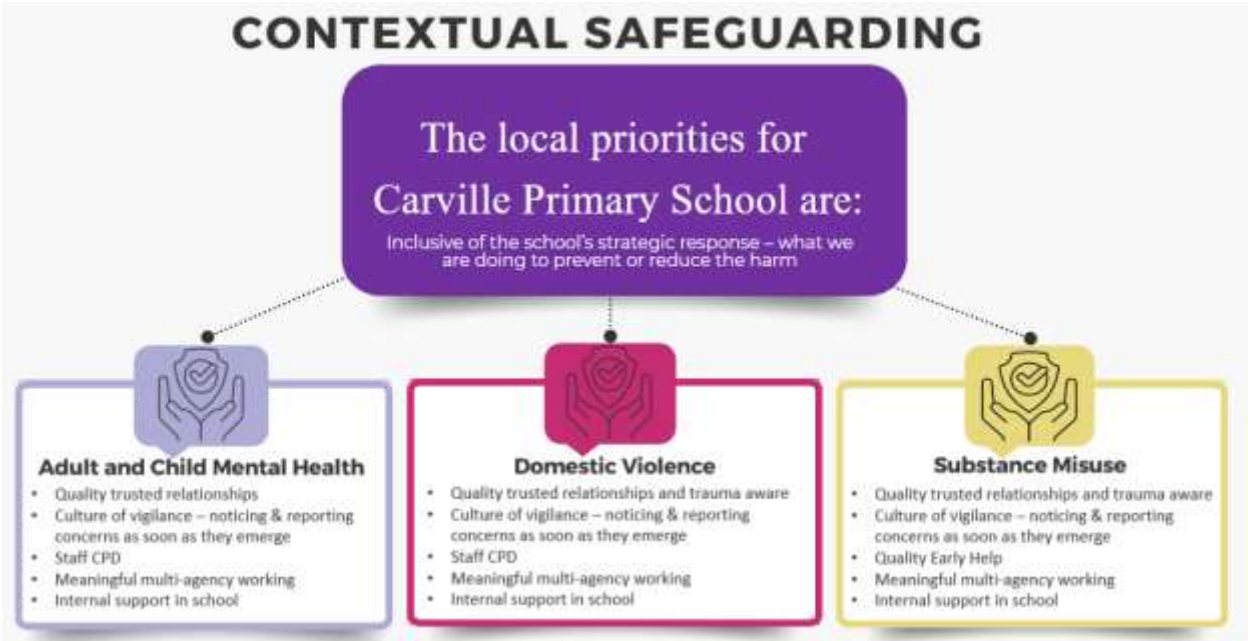 CONTEXTUAL SAFEGUARDING
The local priorities for
Carville Primary School are:
Inclusive of the school's strategic response – what we
are doing to prevent or reduce the harm
Adult and Child Mental Health
• Quality trusted relationships
• Culture of vigilance – noticing & reporting
concerns as soon as they emerge
• Staff CPD
• Meaningful multi-agency working
• Internal support in school
Domestic Violence
• Quality trusted relationships and trauma aware
• Culture of vigilance – noticing & reporting
concerns as soon as they emerge
• Staff CPD
• Meaningful multi-agency working
• Internal support in school
Substance Misuse
• Quality trusted relationships and trauma aware
• Culture of vigilance – noticing & reporting
concerns as soon as they emerge
• Quality Early Help
• Meaningful multi-agency working
• Internal support in school